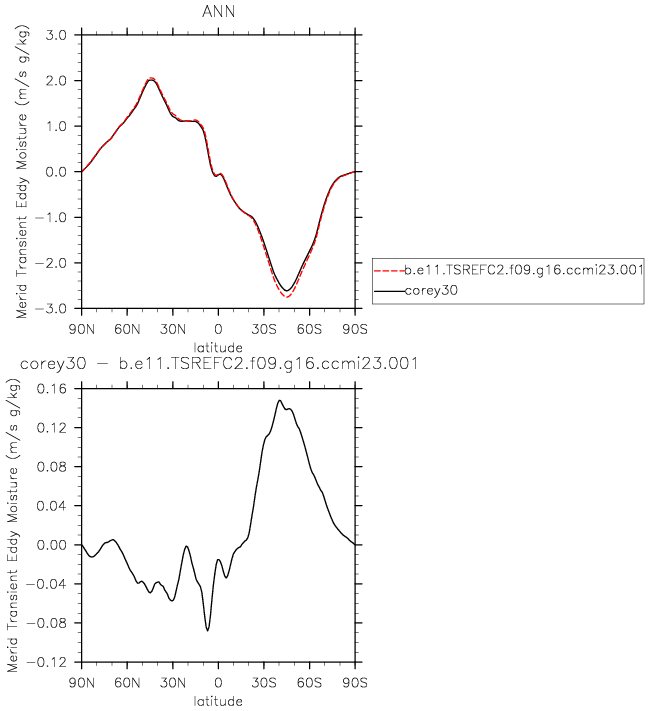 ANN
Merid Transient Eddy Moisture (m/s g/kg)
3.0
2.0
1.0
0.0
−1.0
−2.0
−3.0
90N 60N 30N 0 30S 60S 90S
latitude
b.e11.TSREFC2.f09.g16.ccmi23.001
corey30
corey30 − b.e11.TSREFC2.f09.g16.ccmi23.001
Merid Transient Eddy Moisture (m/s g/kg)
0.16
0.12
0.08
0.04
0.00
−0.04
−0.08
−0.12
90N 60N 30N 0 30S 60S 90S
latitude